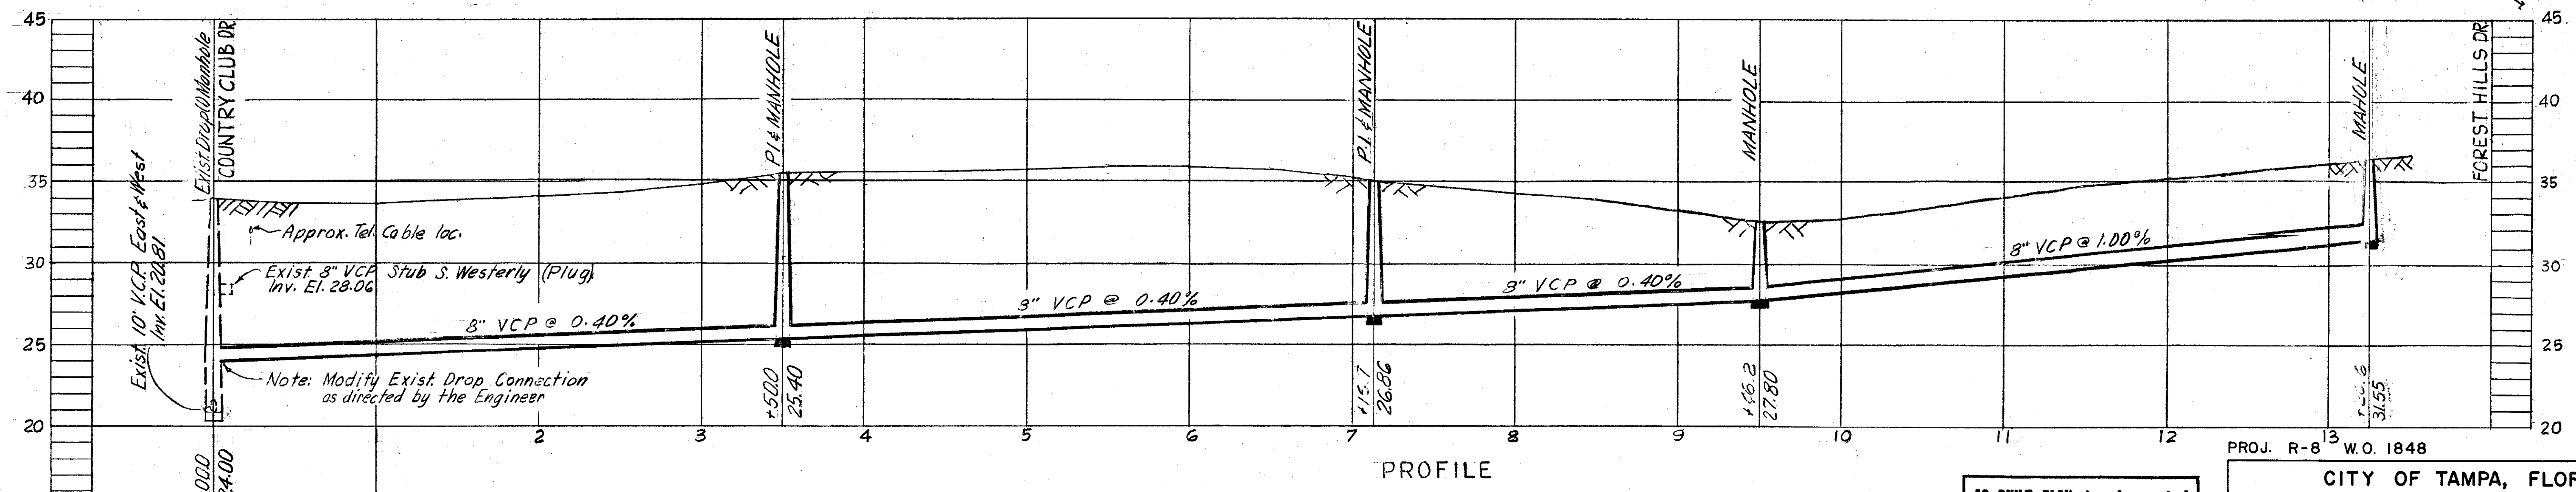 45
40
35
30
25
20
Exist. Drop(O)Manhole
COUNTRY CLUB DR.
Exist. 10" V.C.P. East & West
Inv. El. 20.81
Approx. Tel. Cable loc.
Exist. 8" VCP Stub S. Westerly (Plug)
Inv. El. 28.06
Note: Modify Exist. Drop Connection
as directed by the Engineer
24.00
8" VCP @ 0.40%
P.I. & MANHOLE
+50.0
25.40
8" VCP @ 0.40%
P.I. & MANHOLE
26.86
8" VCP @ 0.40%
MANHOLE
27.80
8" VCP @ 1.00%
MAHOLE
31.55
FOREST HILLS DR.
45
40
35
30
25
20
2
3
4
5
6
7
8
9
10
11
12
13
PROFILE
PROJ. R-8 W.O. 1848
CITY OF TAMPA, FLOR